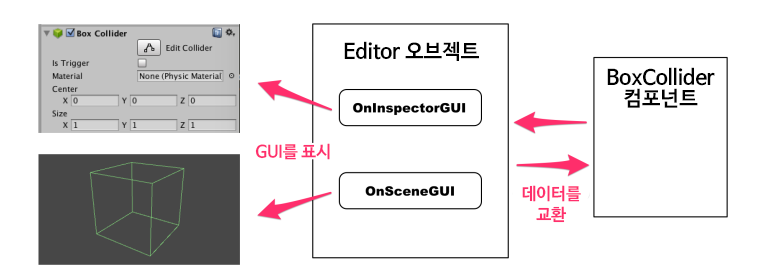 Box Collider
Edit Collider
Is Trigger
Material None (Physic Material)
Center
X 0 Y 0 Z 0
Size
X 1 Y 1 Z 1
GUI를 표시
Editor 오브젝트
OnInspectorGUI
OnSceneGUI
데이터를
교환
BoxCollider
컴포넌트